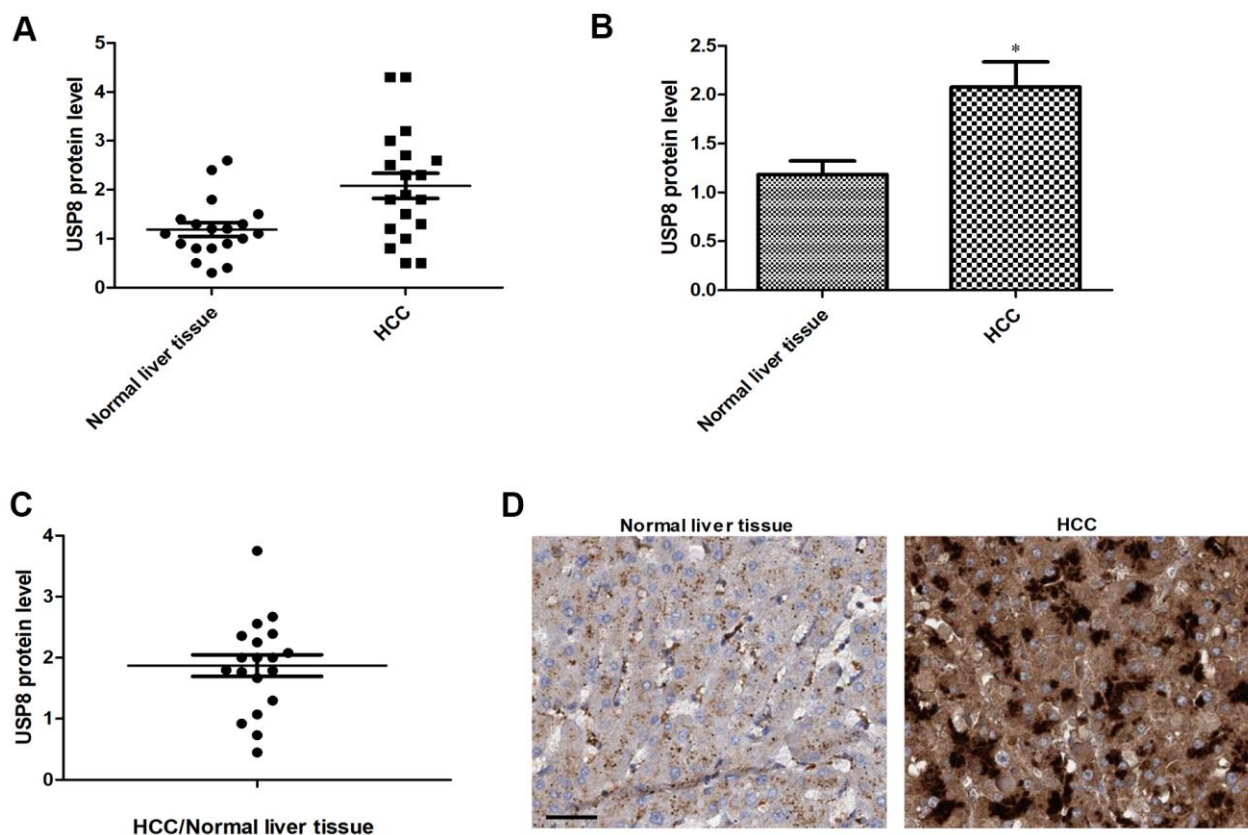 A
USP8 protein level
5
4
3
2
1
0
Normal liver tissue
HCC
B
USP8 protein level
2.5
2.0
1.5
1.0
0.5
0.0
*
Normal liver tissue
HCC
C
USP8 protein level
4
3
2
1
0
HCC/Normal liver tissue
D
Normal liver tissue
HCC